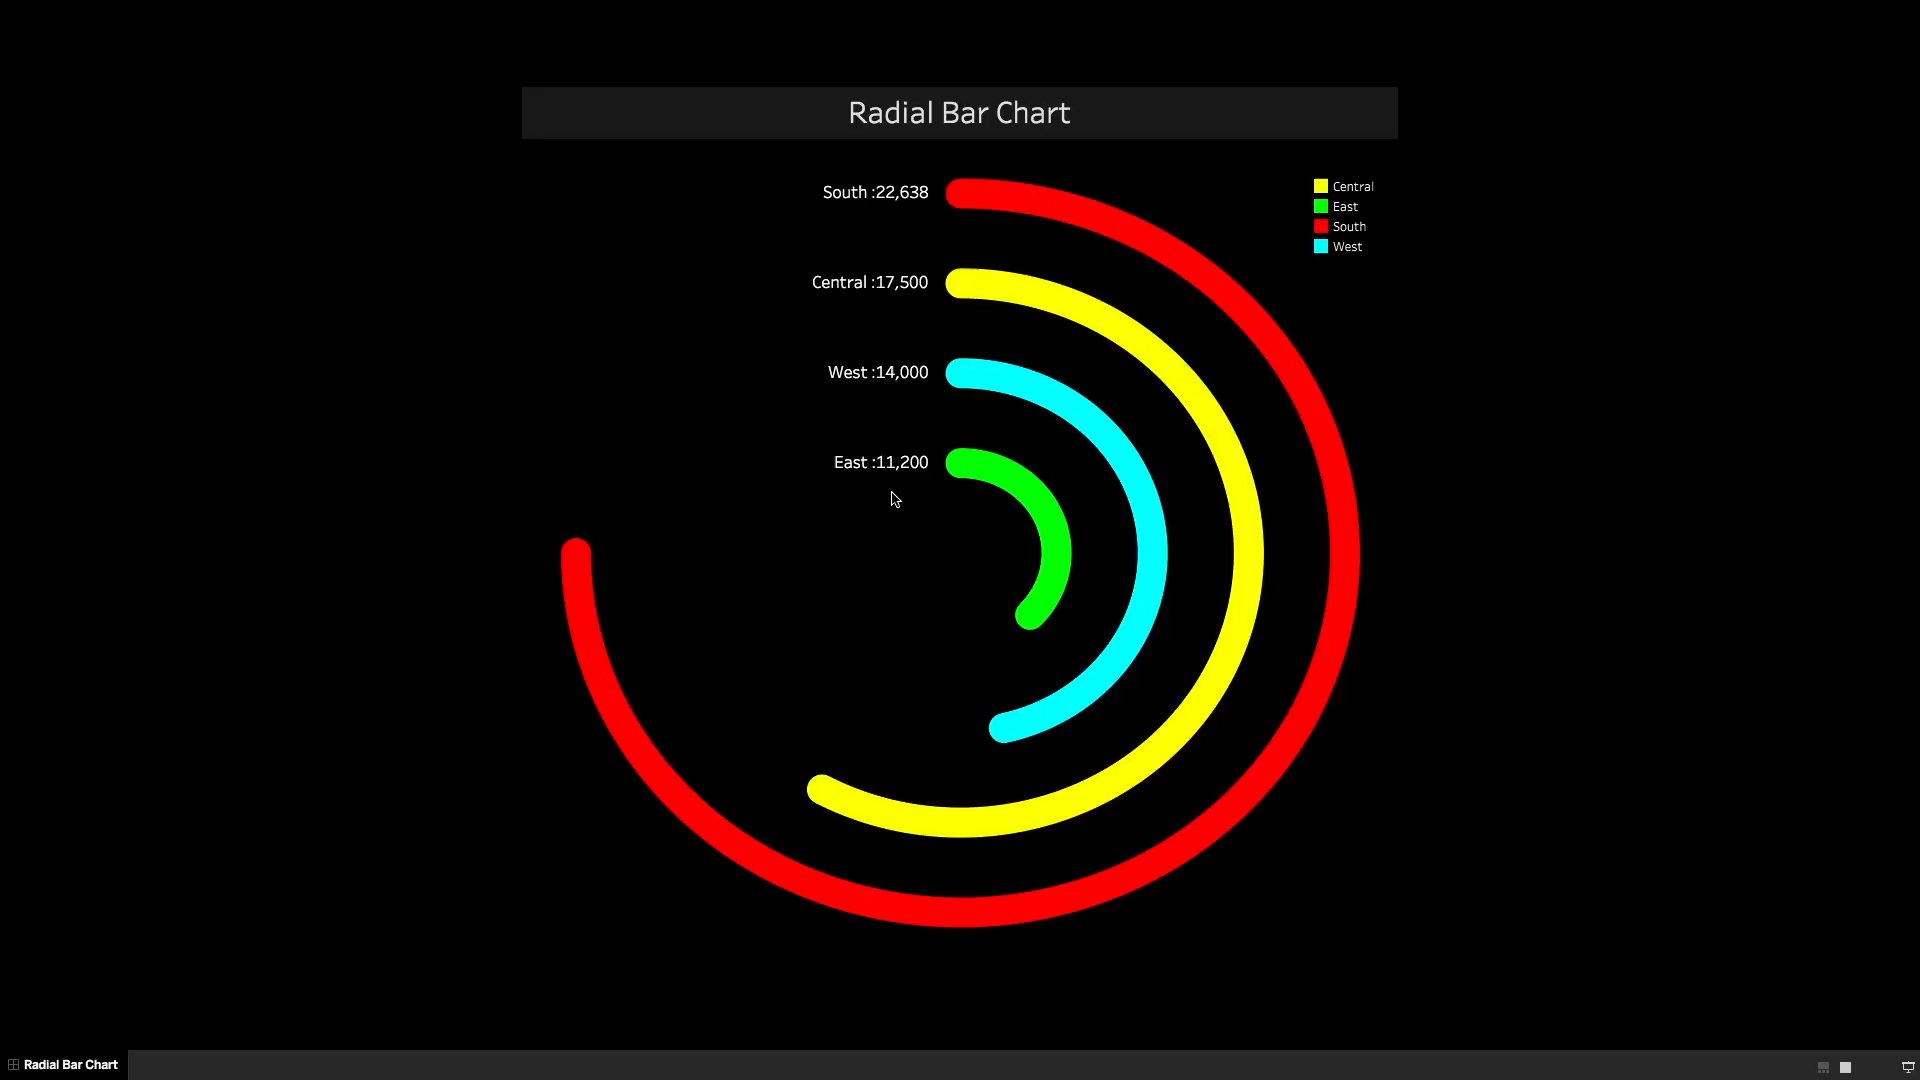 Radial Bar Chart
South :22,638
Central :17,500
West :14,000
East :11,200
Central
East
South
West
Radial Bar Chart